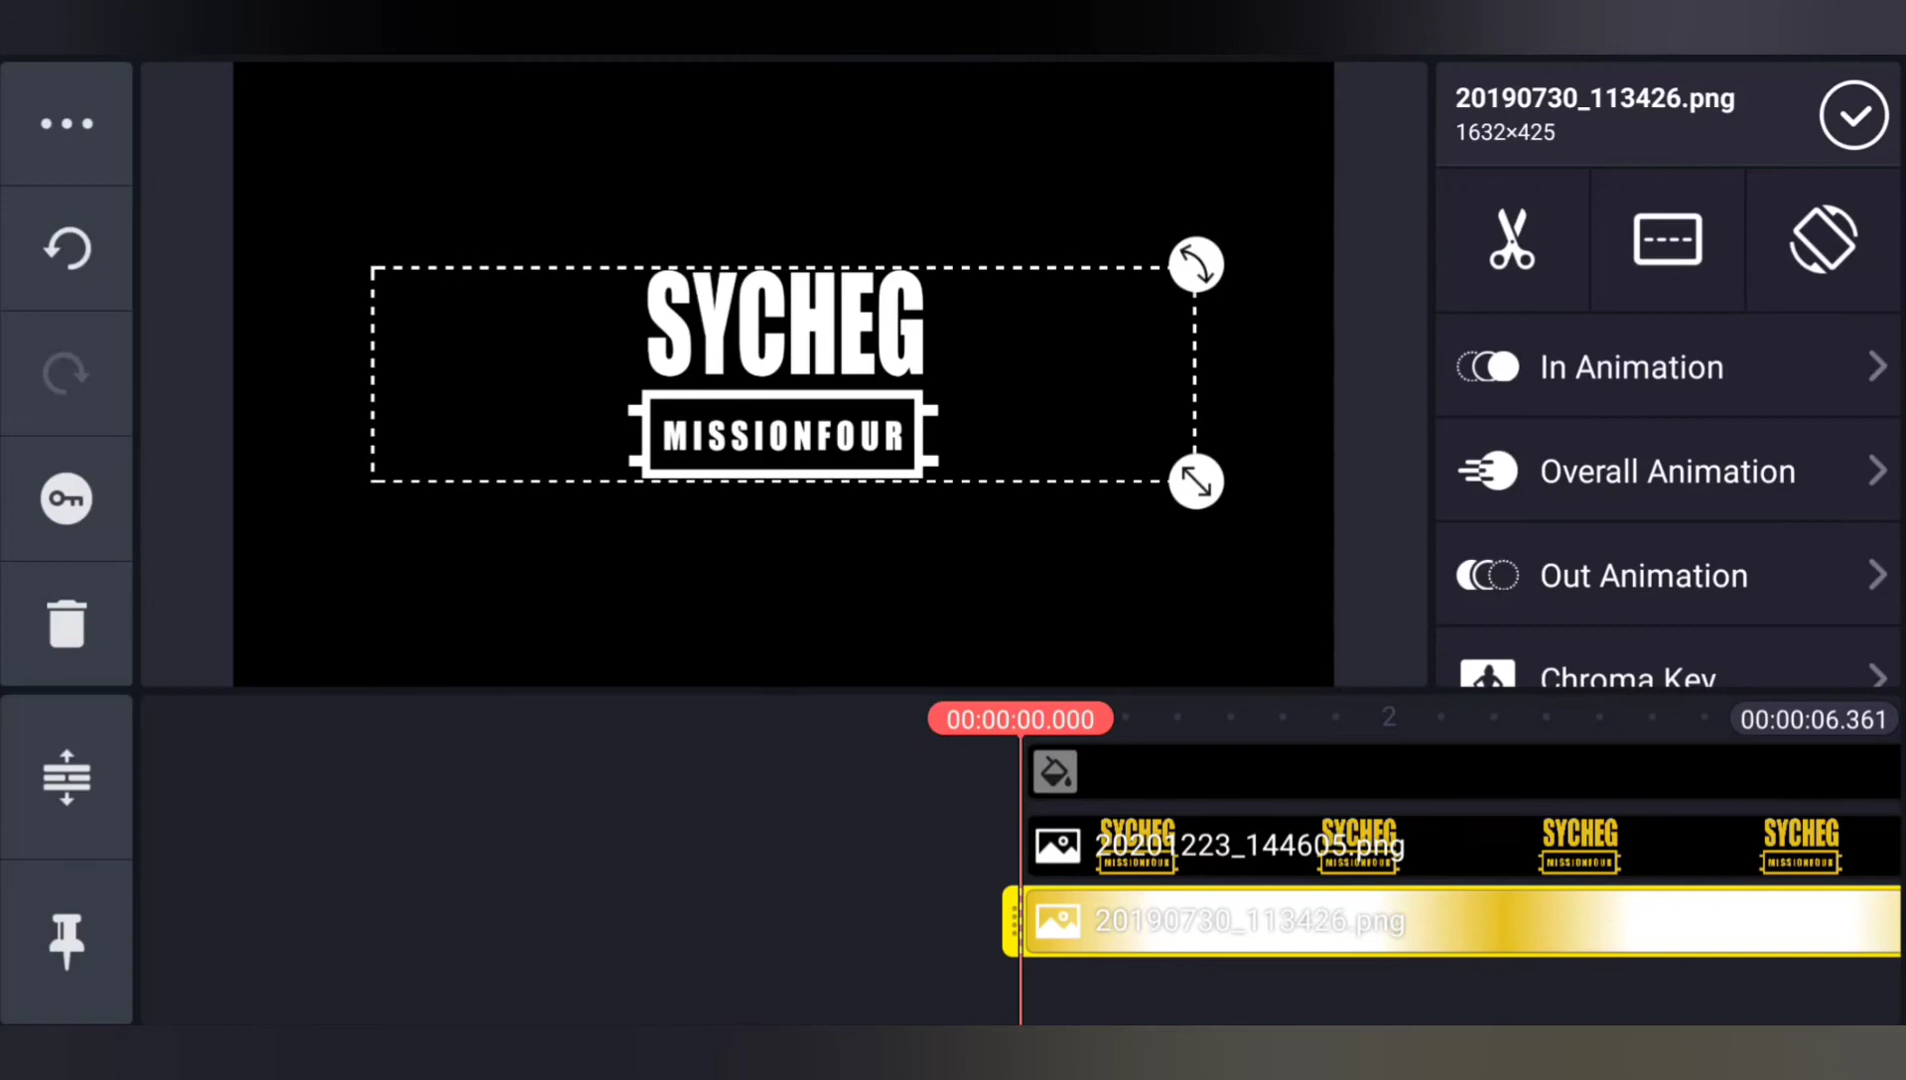 20190730_113426.png
1632×425
SYCHEG
MISSIONFOUR
In Animation
Overall Animation
Out Animation
Chroma Key
00:00:00.000
2
00:00:06.361
SYCHEG SYCHEG SYCHEG SYCHEG
20201223_144605.png
MISSIONFOUR MISSIONFOUR MISSIONFOUR MISSIONFOUR
20190730_113426.png